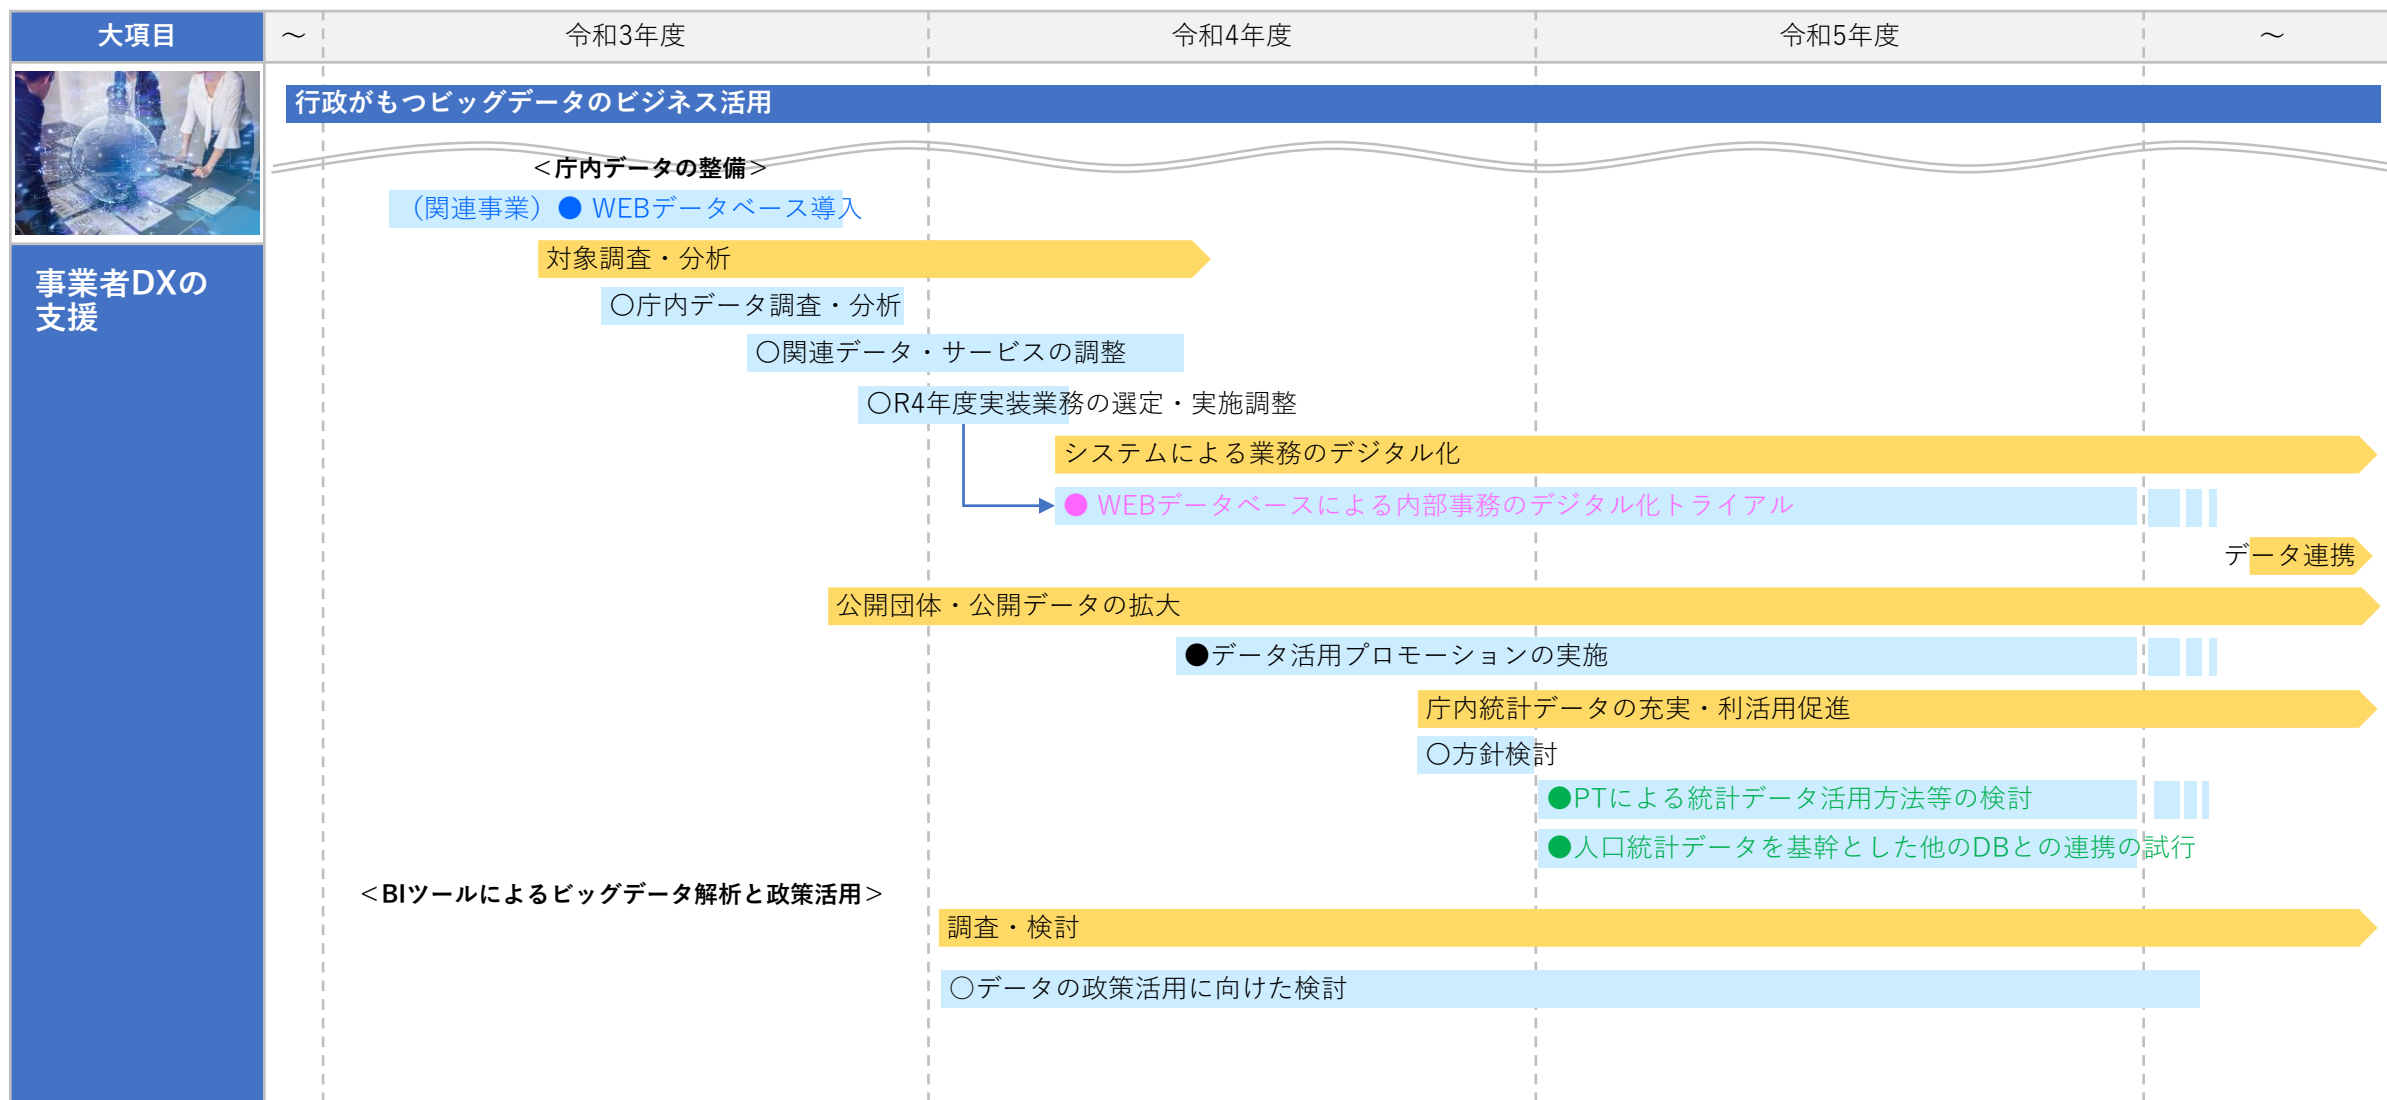 大項目
～
令和3年度
令和4年度
令和5年度
～
行政がもつビッグデータのビジネス活用
事業者DXの
支援
＜庁内データの整備＞
（関連事業）● WEBデータベース導入
対象調査・分析
〇庁内データ調査・分析
〇関連データ・サービスの調整
〇R4年度実装業務の選定・実施調整
システムによる業務のデジタル化
● WEBデータベースによる内部事務のデジタル化トライアル
データ連携
公開団体・公開データの拡大
●データ活用プロモーションの実施
庁内統計データの充実・利活用促進
〇方針検討
●PTによる統計データ活用方法等の検討
●人口統計データを基幹とした他のDBとの連携の試行
＜BIツールによるビッグデータ解析と政策活用＞
調査・検討
〇データの政策活用に向けた検討